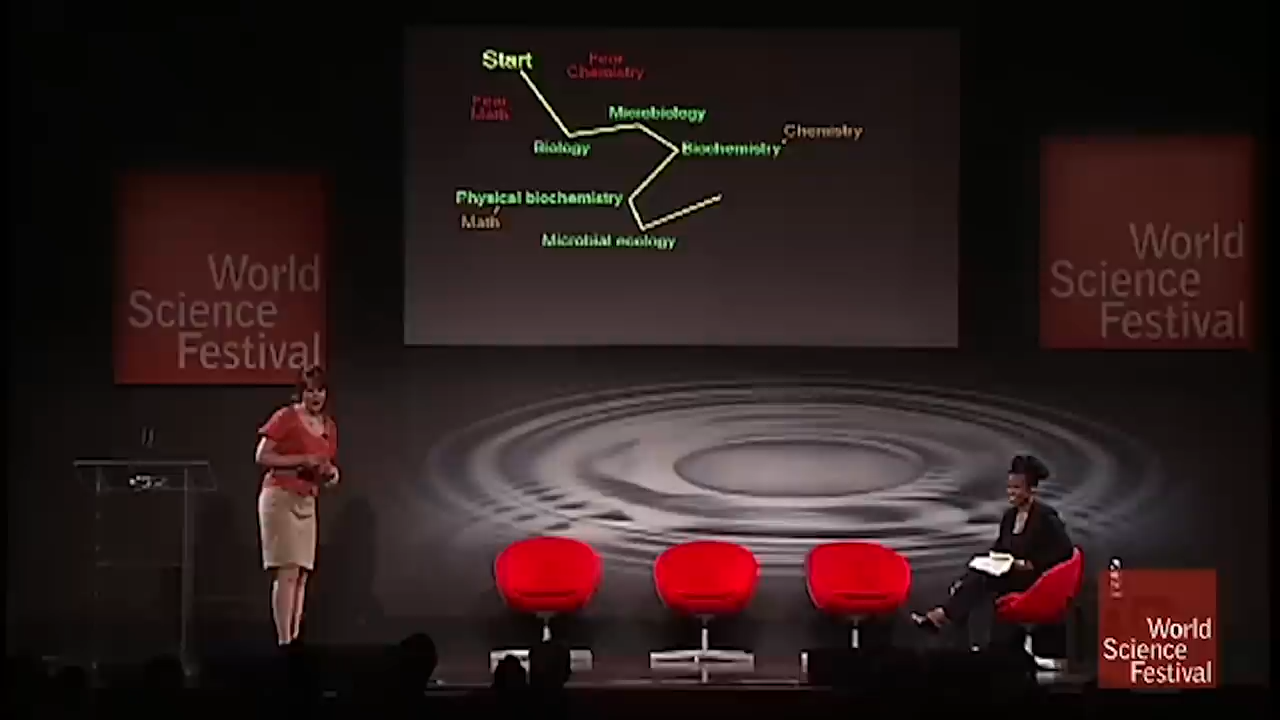 Start
Fear
Chemistry
Fear
Math
Microbiology
Chemistry
Biology
Biochemistry
Physical biochemistry
Math
Microbial ecology
World
Science
Festival
World
Science
Festival
World
Science
Festival